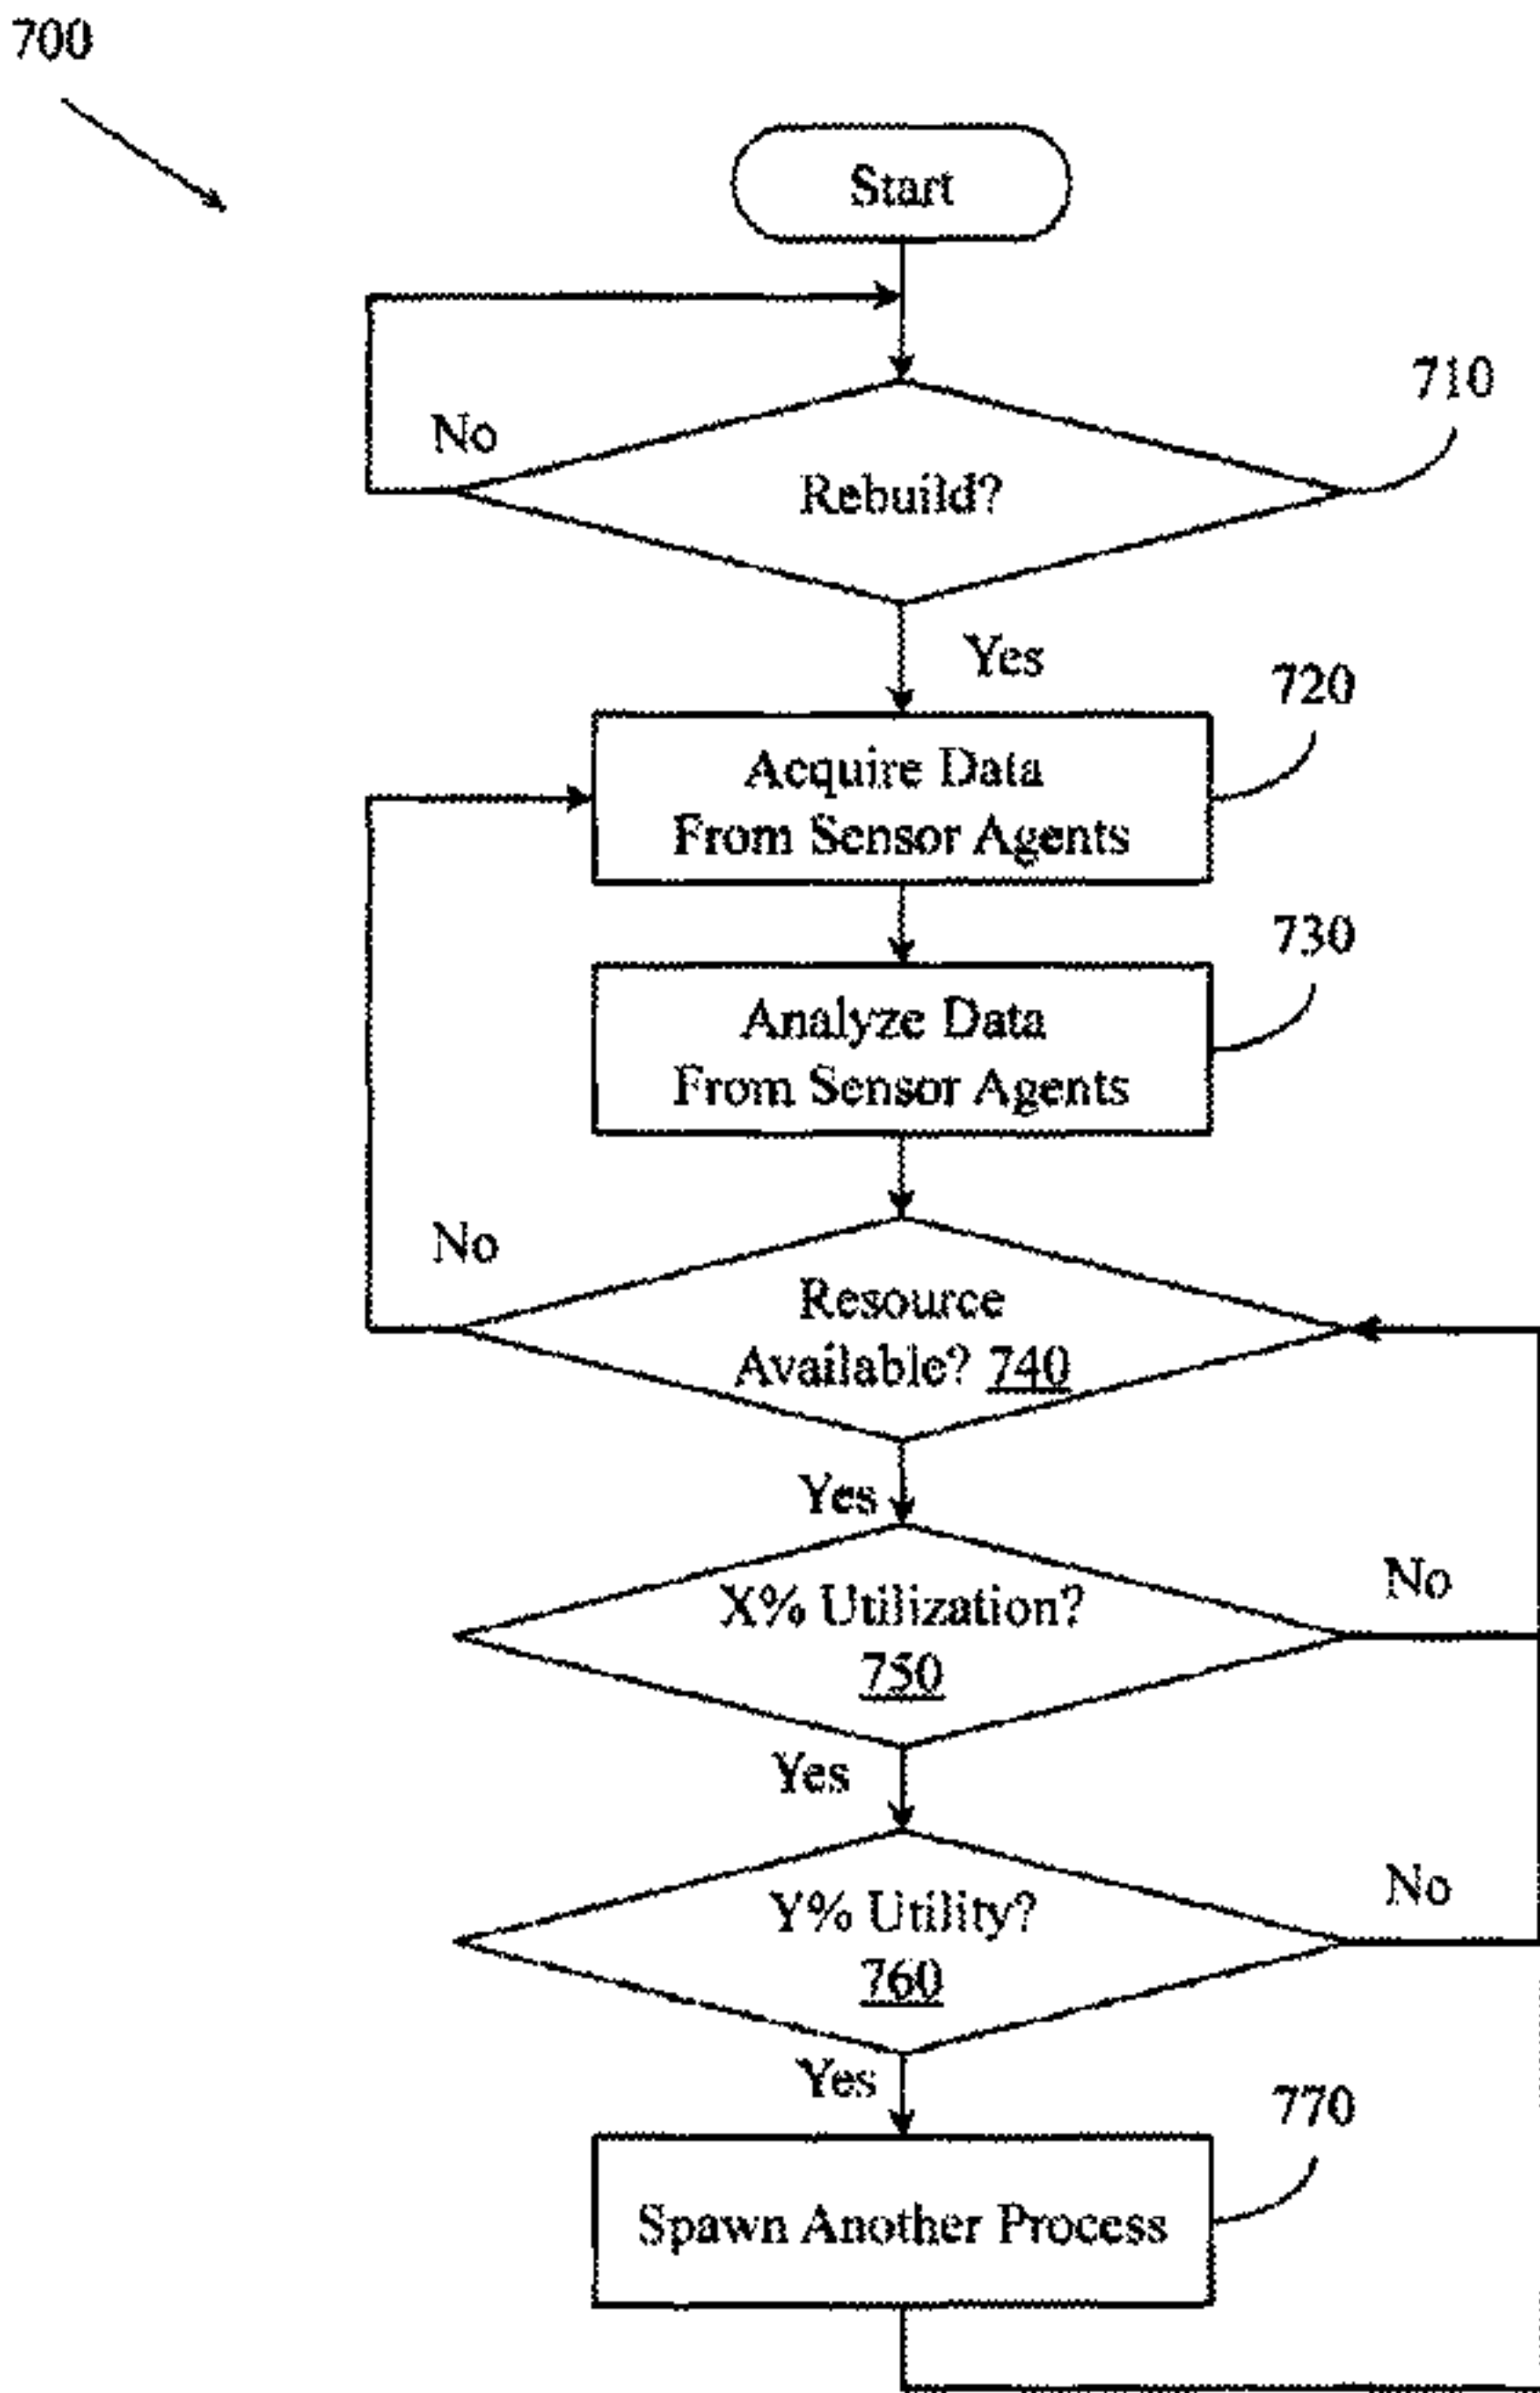 700
Start
No
710
Rebuild?
Yes
720
Acquire Data
From Sensor Agents
730
Analyze Data
From Sensor Agents
No
Resource
Available? 740
Yes
X% Utilization?
No
750
Yes
Y% Utility?
No
760
Yes
770
Spawn Another Process